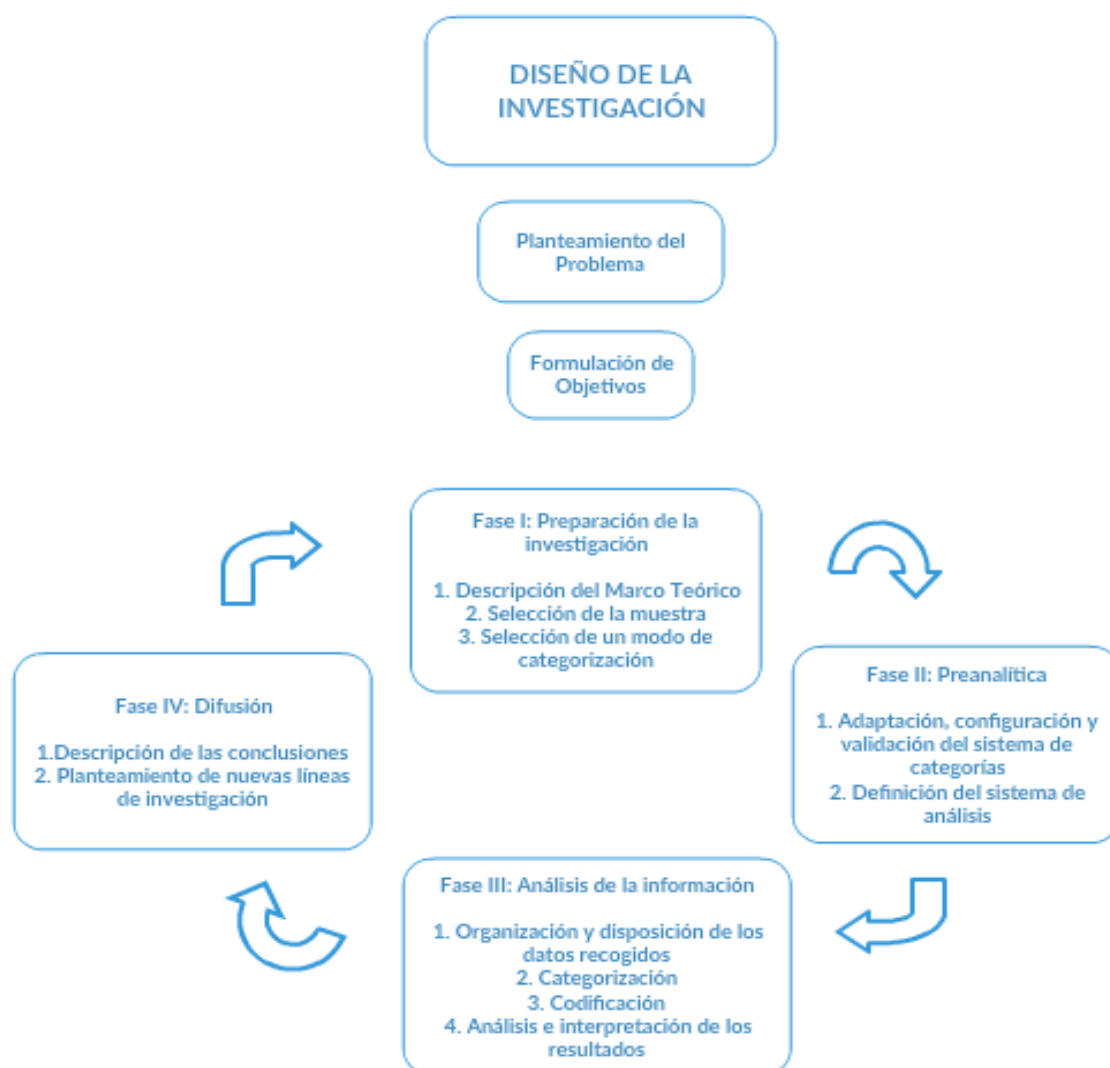 DISEÑO DE LA
INVESTIGACIÓN
Planteamiento del
Problema
Formulación de
Objetivos
Fase I: Preparación de la
investigación
1. Descripción del Marco Teórico
2. Selección de la muestra
3. Selección de un modo de
categorización
Fase II: Preanalítica
1. Adaptación, configuración y
validación del sistema de
categorías
2. Definición del sistema de
análisis
Fase III: Análisis de la información
1. Organización y disposición de los
datos recogidos
2. Categorización
3. Codificación
4. Análisis e interpretación de los
resultados
Fase IV: Difusión
1.Descripción de las conclusiones
2. Planteamiento de nuevas líneas
de investigación